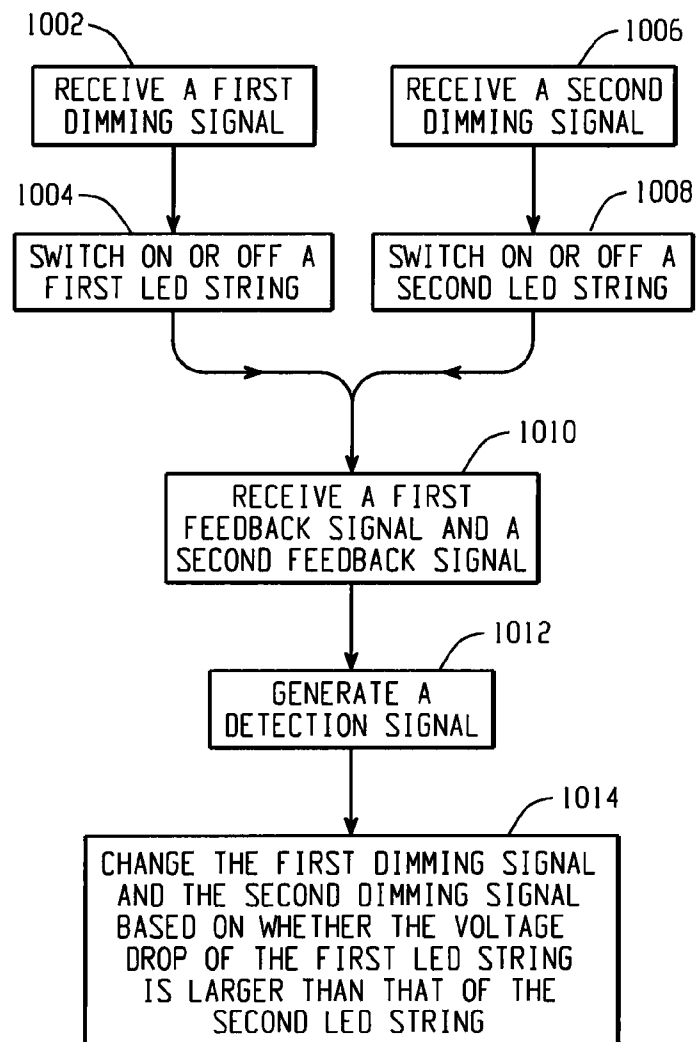 1002
RECEIVE A FIRST
DIMMING SIGNAL
1006
RECEIVE A SECOND
DIMMING SIGNAL
1004
SWITCH ON OR OFF A
FIRST LED STRING
1008
SWITCH ON OR OFF A
SECOND LED STRING
1010
RECEIVE A FIRST
FEEDBACK SIGNAL AND A
SECOND FEEDBACK SIGNAL
1012
GENERATE A
DETECTION SIGNAL
1014
CHANGE THE FIRST DIMMING SIGNAL
AND THE SECOND DIMMING SIGNAL
BASED ON WHETHER THE VOLTAGE
DROP OF THE FIRST LED STRING
IS LARGER THAN THAT OF THE
SECOND LED STRING